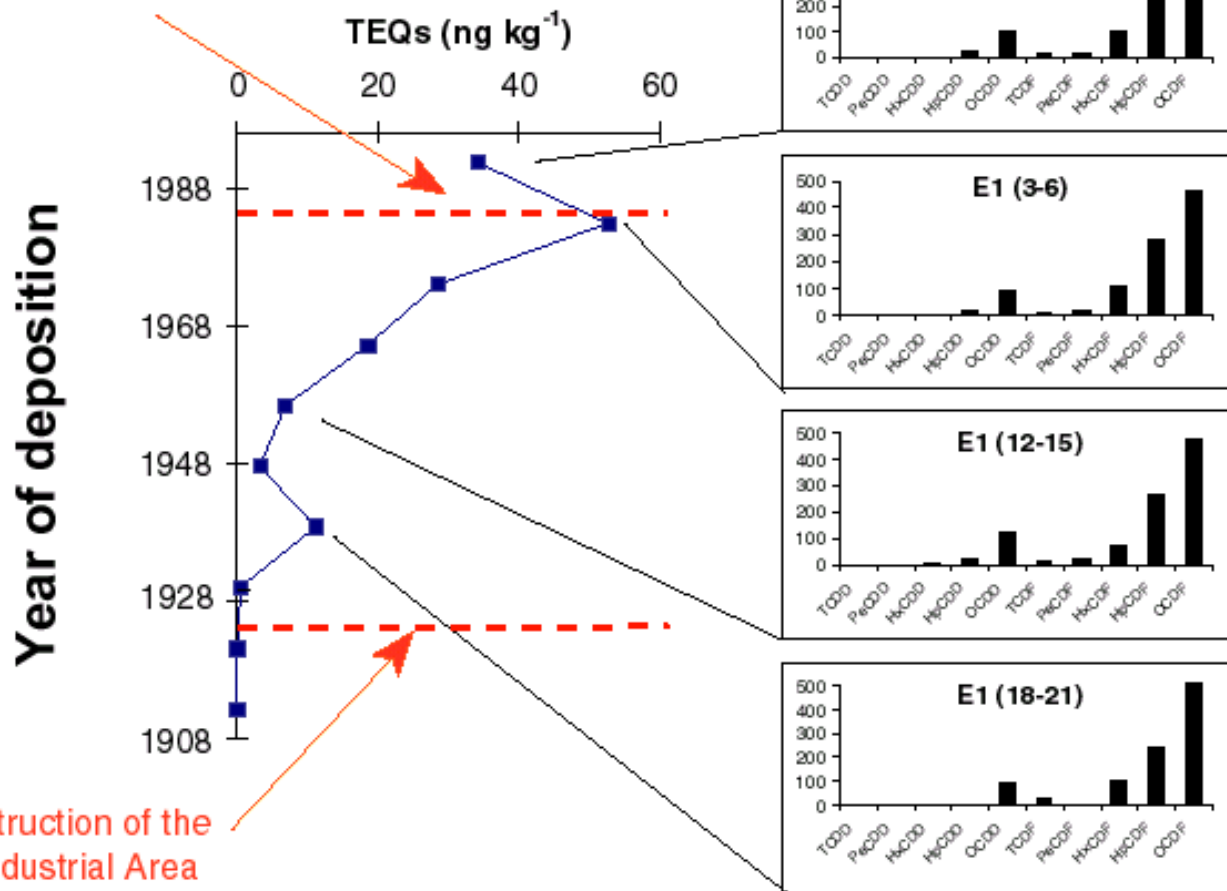 TEQs (ng kg-1)
0 20 40 60
Year of deposition
1988
1968
1948
1928
1908
truction of the
dustrial Area
200
100
0
TCDD PeCDD HxCDD HpCDD OCDD TCDF PeCDF HxCDF HpCDF OCDF
E1 (3-6)
500
400
300
200
100
0
TCDD PeCDD HxCDD HpCDD OCDD TCDF PeCDF HxCDF HpCDF OCDF
E1 (12-15)
500
400
300
200
100
0
TCDD PeCDD HxCDD HpCDD OCDD TCDF PeCDF HxCDF HpCDF OCDF
E1 (18-21)
500
400
300
200
100
0
TCDD PeCDD HxCDD HpCDD OCDD TCDF PeCDF HxCDF HpCDF OCDF